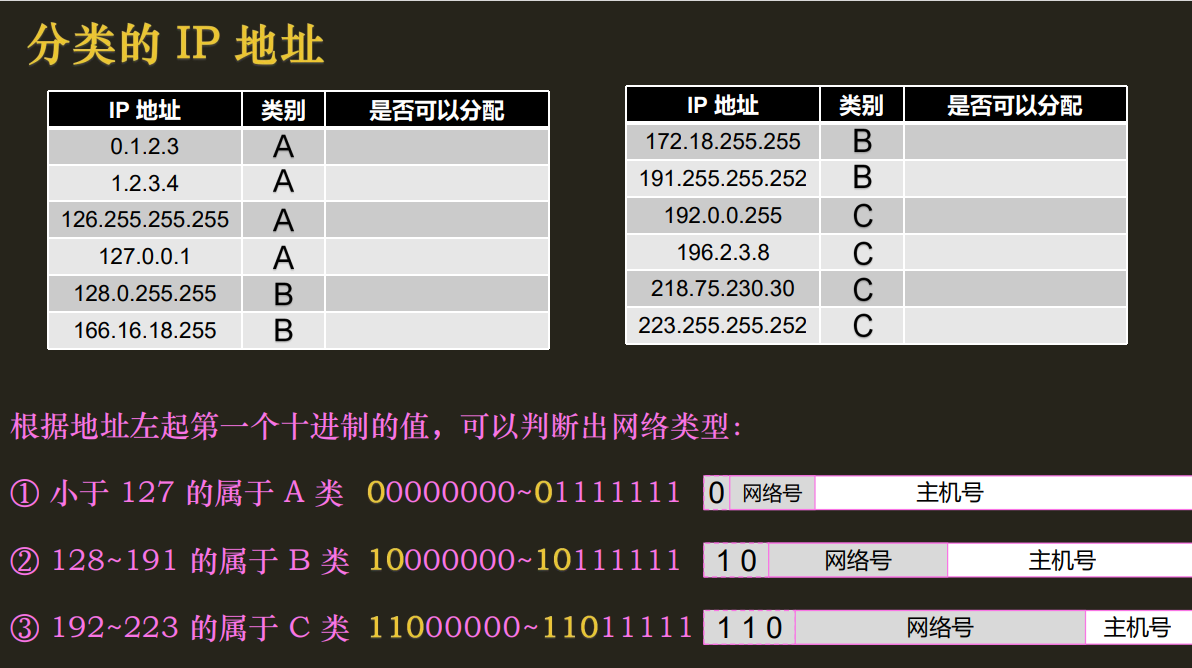 分类的 IP 地址
IP 地址 类别 是否可以分配
0.1.2.3 A
1.2.3.4 A
126.255.255.255 A
127.0.0.1 A
128.0.255.255 B
166.16.18.255 B
IP 地址 类别 是否可以分配
172.18.255.255 B
191.255.255.252 B
192.0.0.255 C
196.2.3.8 C
218.75.230.30 C
223.255.255.252 C
根据地址左起第一个十进制的值，可以判断出网络类型：
① 小于 127 的属于 A 类 00000000~01111111 0 网络号 主机号
② 128~191 的属于 B 类 10000000~10111111 1 0 网络号 主机号
③ 192~223 的属于 C 类 11000000~11011111 1 1 0 网络号 主机号